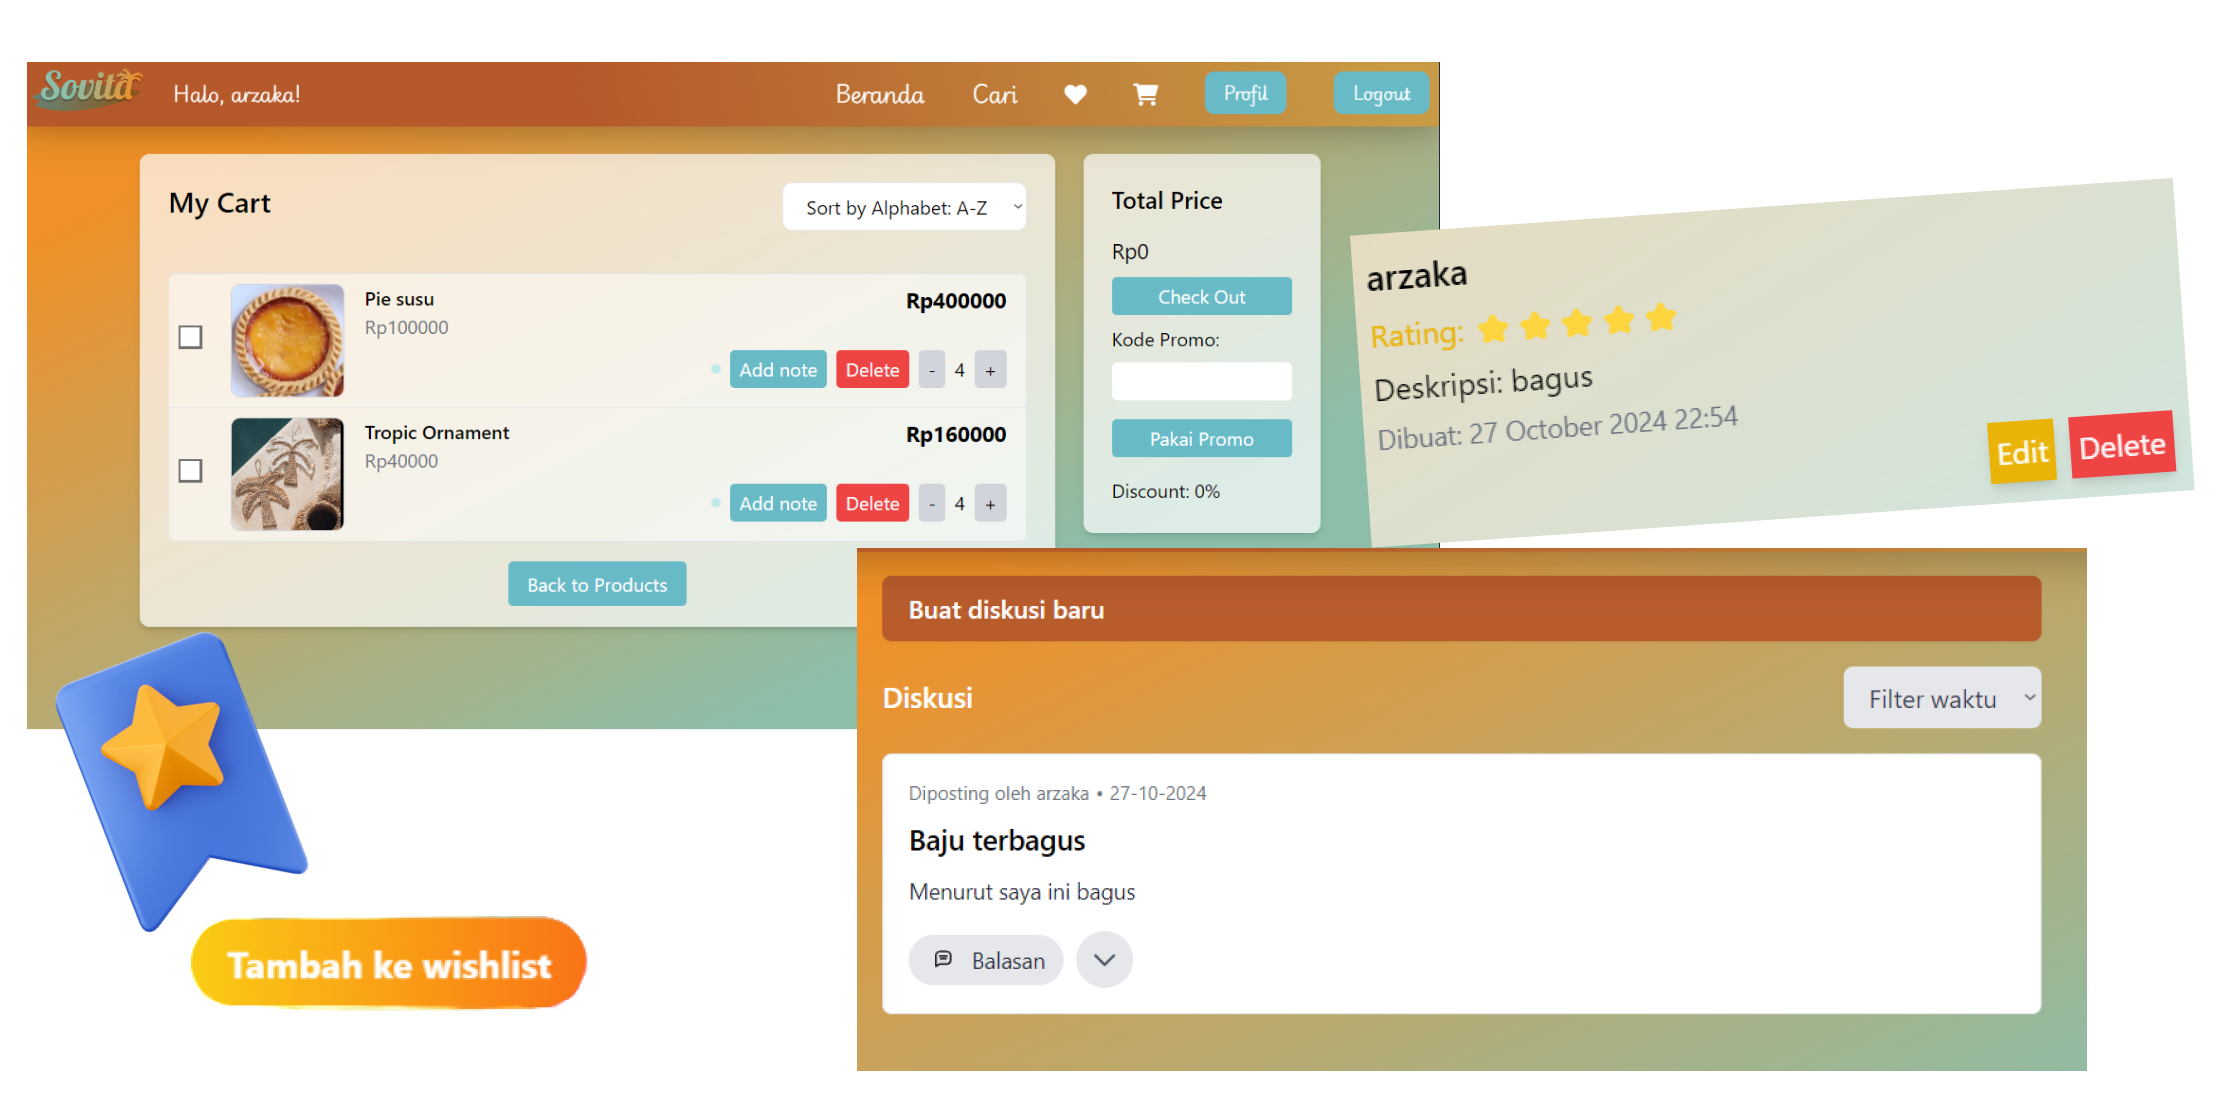 Sovita
Halo, arzaka!
Beranda
Cari
Profil
Logout
My Cart
Sort by Alphabet: A-Z
Pie susu
Rp100000
Rp400000
Add note
Delete
- 4 +
Tropic Ornament
Rp40000
Rp160000
Add note
Delete
- 4 +
Back to Products
Total Price
Rp0
Check Out
Kode Promo:
Pakai Promo
Discount: 0%
arzaka
Rating:
Deskripsi: bagus
Dibuat: 27 October 2024 22:54
Edit
Delete
Buat diskusi baru
Diskusi
Filter waktu
Diposting oleh arzaka • 27-10-2024
Baju terbagus
Menurut saya ini bagus
Balasan
Tambah ke wishlist